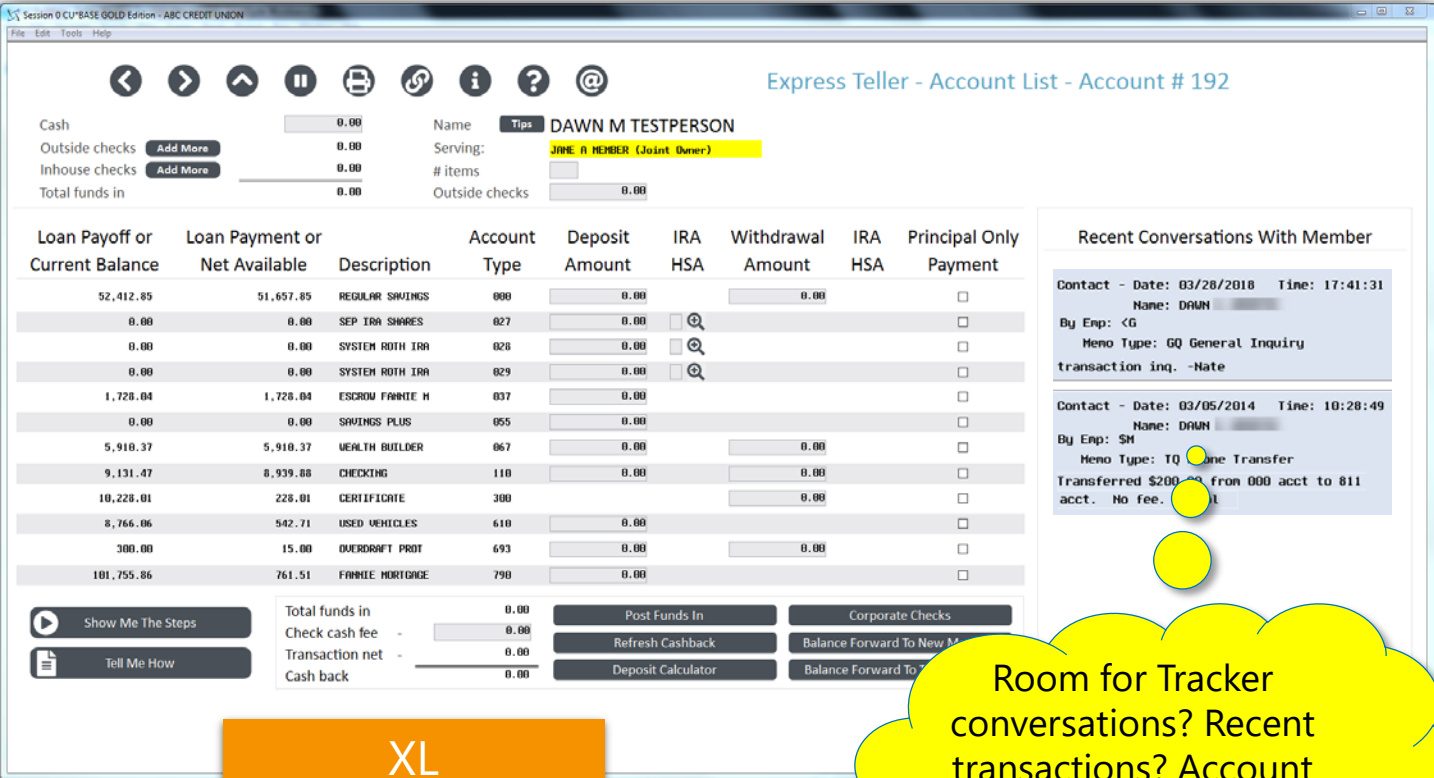 Session 0 CU*BASE GOLD Edition - ABC CREDIT UNION
File Edit Tools Help
Express Teller - Account List - Account # 192
Cash 0.00 Name Tips DAWN M TESTPERSON
Outside checks Add More 0.00 Serving: JANE A MEMBER (Joint Owner)
Inhouse checks Add More 0.00 # items
Total funds in 0.00 Outside checks 0.00
Loan Payoff or Loan Payment or Account Deposit IRA Withdrawal IRA Principal Only
Current Balance Net Available Description Type Amount HSA Amount HSA Payment
52,412.85 51,657.85 REGULAR SAVINGS 000 0.00 0.00
0.00 0.00 SEP IRA SHARES 027 0.00
0.00 0.00 SYSTEM ROTH IRA 028 0.00
0.00 0.00 SYSTEM ROTH IRA 029 0.00
1,728.04 1,728.04 ESCROW FANNIE M 037 0.00
0.00 0.00 SAVINGS PLUS 055 0.00
5,910.37 5,910.37 WEALTH BUILDER 067 0.00 0.00
9,131.47 8,939.88 CHECKING 110 0.00 0.00
10,228.01 228.01 CERTIFICATE 300 0.00
8,766.06 542.71 USED VEHICLES 610 0.00
300.00 15.00 OVERDRAFT PROT 693 0.00 0.00
101,755.86 761.51 FANNIE MORTGAGE 790 0.00
Recent Conversations With Member
Contact - Date: 03/28/2018 Time: 17:41:31
Name: DAWN
By Emp: <G
Memo Type: GQ General Inquiry
transaction inq. -Nate
Contact - Date: 03/05/2014 Time: 10:28:49
Name: DAWN
By Emp: $M
Memo Type: TQ Transfer
Transferred from 000 acct to 811
acct. No fee.
Show Me The Steps
Tell Me How
Total funds in 0.00
Check cash fee - 0.00
Transaction net - 0.00
Cash back 0.00
Post Funds In Corporate Checks
Refresh Cashback Balance Forward To New
Deposit Calculator Balance Forward To
XL
Room for Tracker
conversations? Recent
transactions? Account